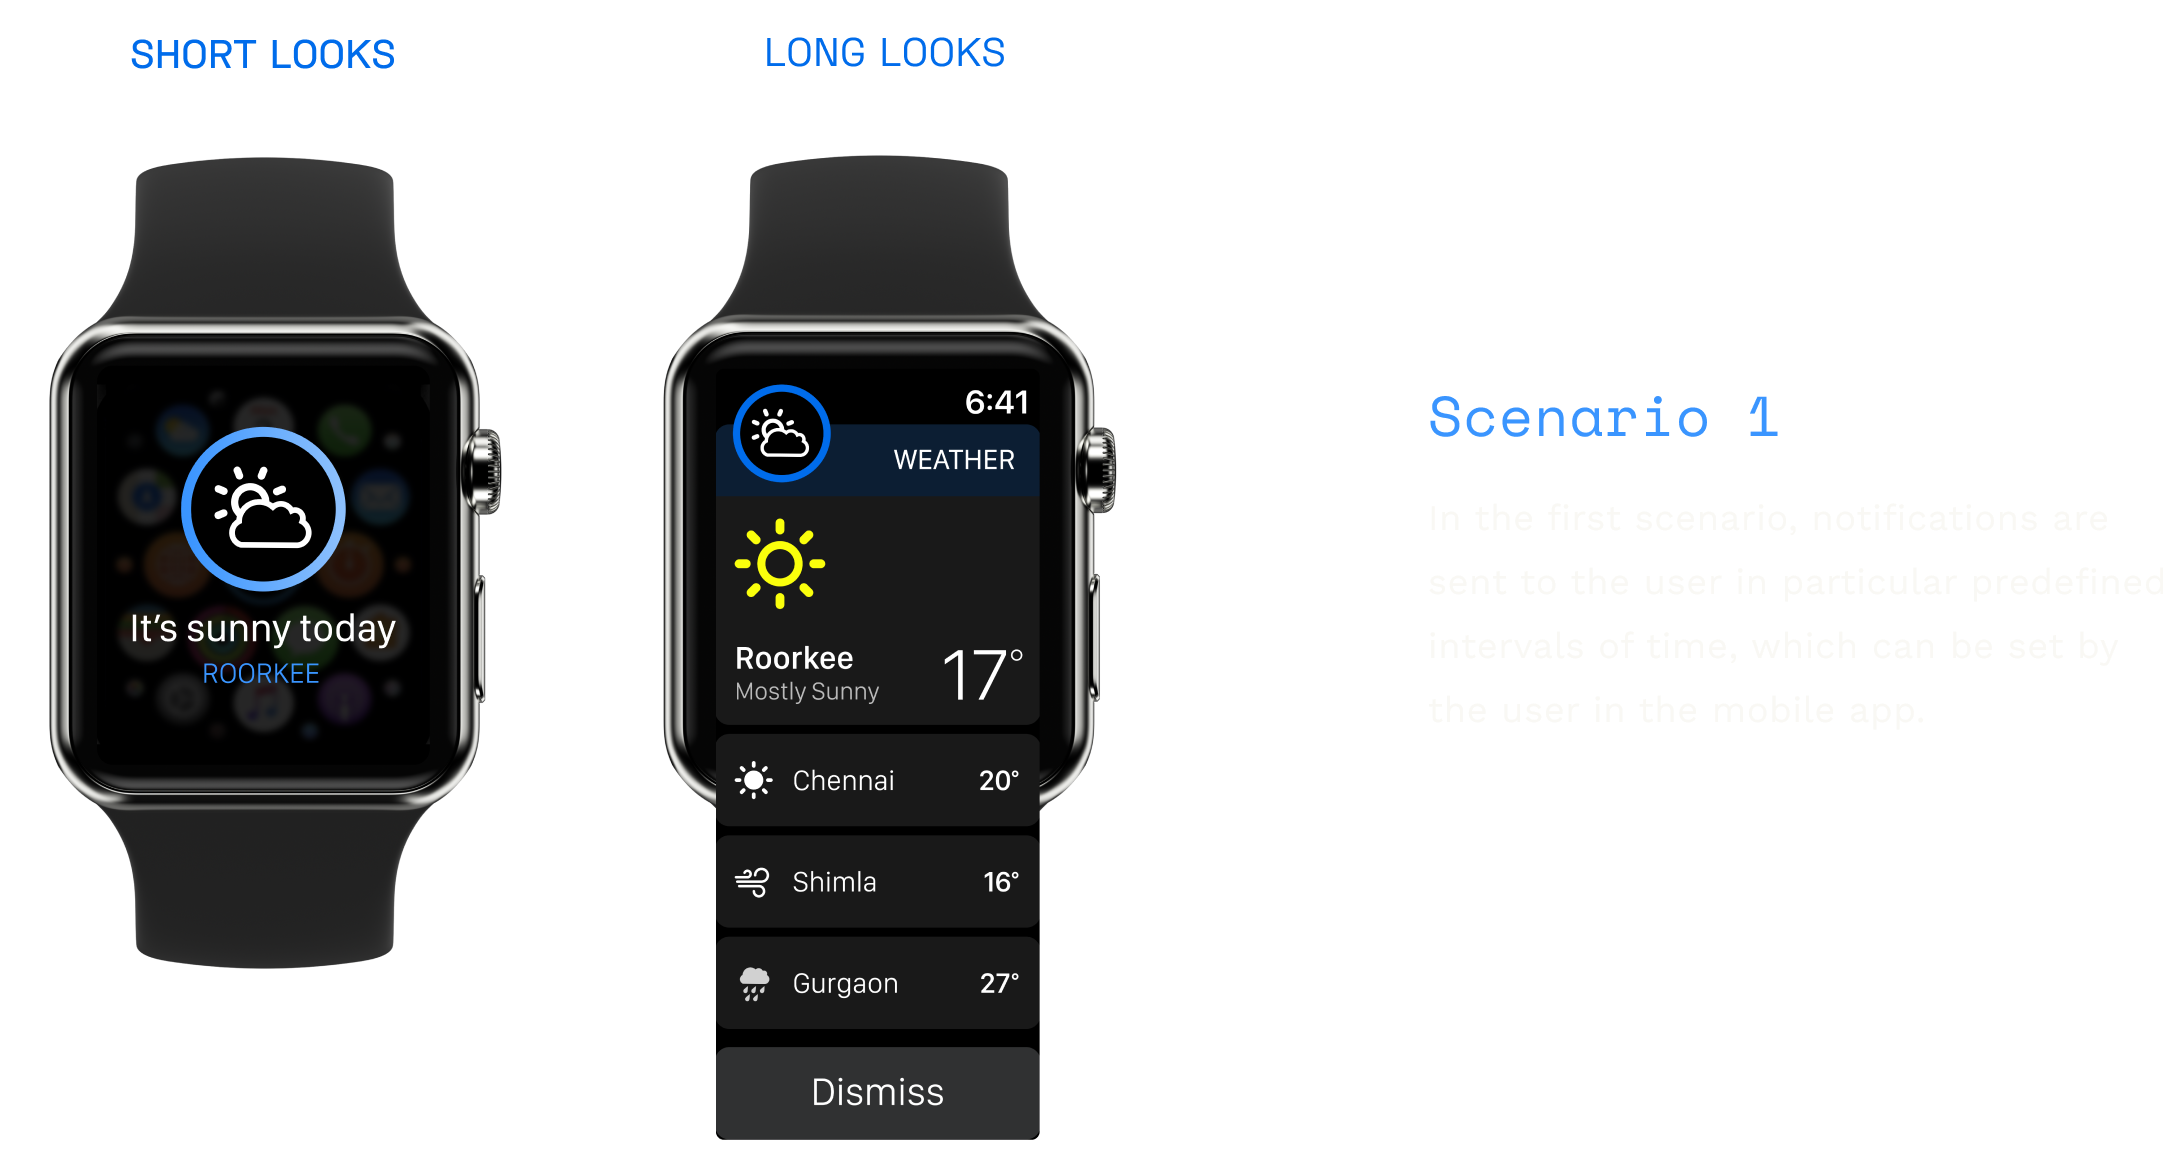 SHORT LOOKS
It's sunny today
ROORKEE
LONG LOOKS
6:41
WEATHER
Roorkee
Mostly Sunny
17°
Chennai 20°
Shimla 16°
Gurgaon 27°
Dismiss
Scenario 1
In the first scenario, notifications are
sent to the user in particular predefined
intervals of time, which can be set by
the user in the mobile app.